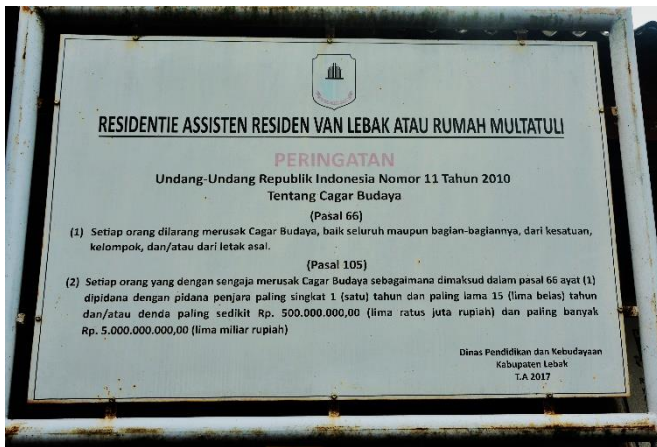 RESIDENTIE ASSISTEN RESIDEN VAN LEBAK ATAU RUMAH MULTATULI
PERINGATAN
Undang-Undang Republik Indonesia Nomor 11 Tahun 2010
Tentang Cagar Budaya
(Pasal 66)
(1) Setiap orang dilarang merusak Cagar Budaya, baik seluruh maupun bagian-bagiannya, dari kesatuan,
kelompok, dan/atau dari letak asal.
(Pasal 105)
(2) Setiap orang yang dengan sengaja merusak Cagar Budaya sebagaimana dimaksud dalam pasal 66 ayat (1)
dipidana dengan pidana penjara paling singkat 1 (satu) tahun dan paling lama 15 (lima belas) tahun
dan/atau denda paling sedikit Rp. 500.000.000,00 (lima ratus juta rupiah) dan paling banyak
Rp. 5.000.000.000,00 (lima miliar rupiah)
Dinas Pendidikan dan Kebudayaan
Kabupaten Lebak
T.A 2017